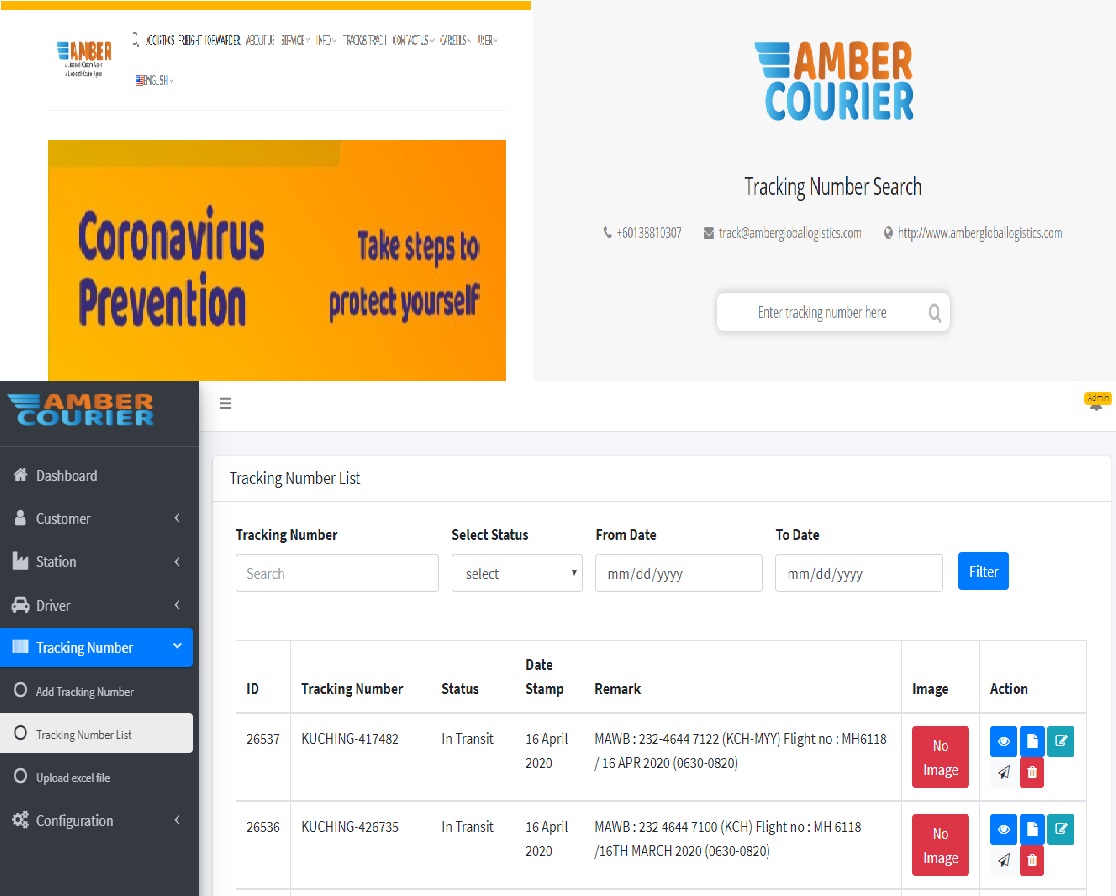 AMBER
LOGISTIKS FREIGHT FORWARDER ABOUT US SERVICE INFO TRACK & TRACE CONTACT US CAREERS USER
ENGLISH
Coronavirus
Prevention
Take steps to
protect yourself
AMBER
COURIER
Tracking Number Search
+60138810307 track@ambergloballogistics.com http://www.ambergloballogistics.com
Enter tracking number here
AMBER
COURIER
Admin
Dashboard
Customer
Station
Driver
Tracking Number
Add Tracking Number
Tracking Number List
Upload excel file
Configuration
Tracking Number List
Tracking Number Select Status From Date To Date
Search select mm/dd/yyyy mm/dd/yyyy Filter
ID Tracking Number Status Date Stamp Remark Image Action
26537 KUCHING-417482 In Transit 16 April 2020 MAWB : 232-4644 7122 (KCH-MYY) Flight no : MH6118 / 16 APR 2020 (0630-0820) No Image
26536 KUCHING-426735 In Transit 16 April 2020 MAWB : 232 4644 7100 (KCH) Flight no : MH 6118 /16TH MARCH 2020 (0630-0820) No Image